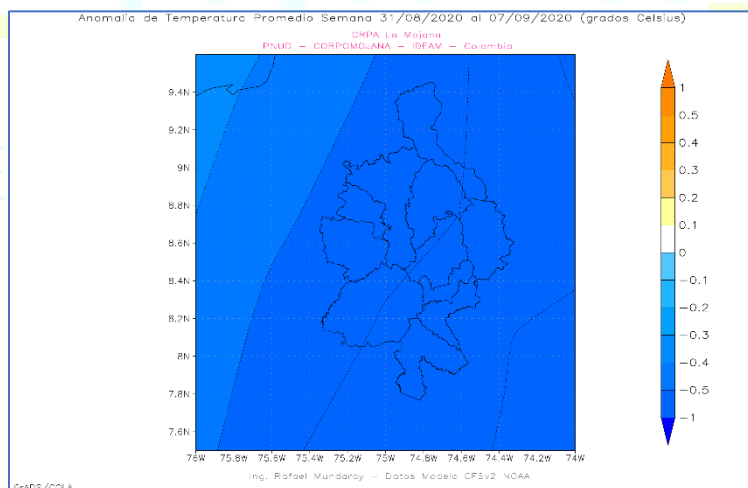 Anomalía de Temperatura Promedio Semana 31/08/2020 al 07/09/2020 (grados Celsius)
CRPA La Mojana
PNUD – CORPOMOJANA – IDEAM – Colombia
9.4N
9.2N
9N
8.8N
8.6N
8.4N
8.2N
8N
7.8N
7.6N
76W 75.8W 75.6W 75.4W 75.2W 75W 74.8W 74.6W 74.4W 74.2W 74W
1
0.5
0.4
0.3
0.2
0.1
0
−0.1
−0.2
−0.3
−0.4
−0.5
−1
Ing. Rafael Mundaray – Datos Modelo CFSv2 NOAA
GrADS/COLA